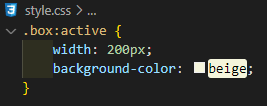 style.css > ...
.box:active {
width: 200px;
background-color: beige;
}